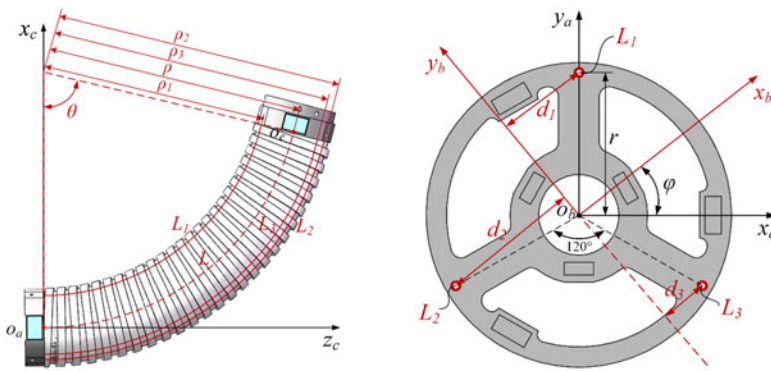 x_c
ρ_2
ρ_3
ρ
ρ_1
θ
L_1
L
L_3
L_2
o_a
z_c
y_a
L_1
y_b
x_b
d_1
r
φ
o_b
x_a
d_2
120°
L_2
d_3
L_3